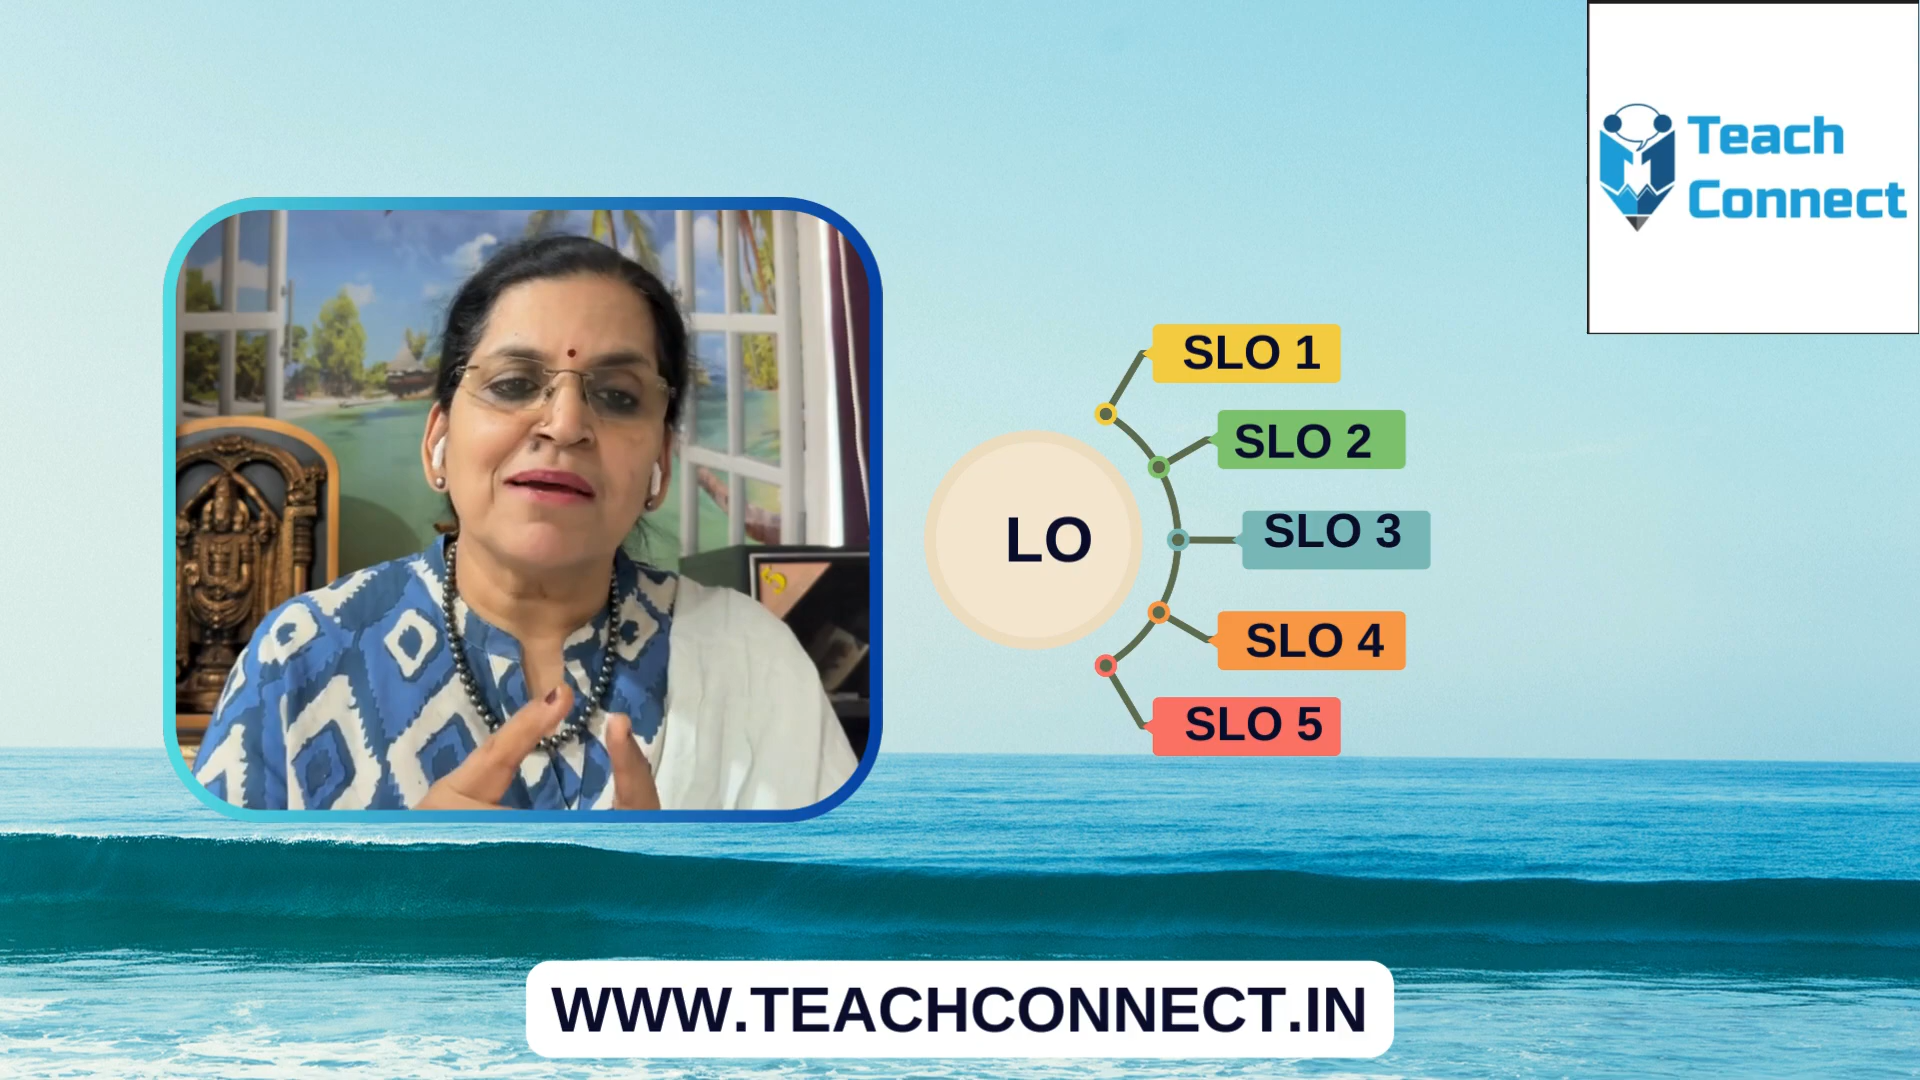 Teach
Connect
SLO 1
SLO 2
LO
SLO 3
SLO 4
SLO 5
WWW.TEACHCONNECT.IN